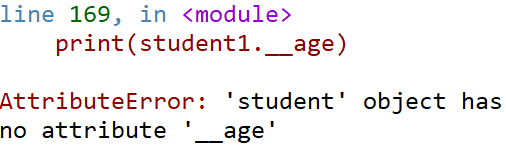 line 169, in <module>
    print(student1.__age)
AttributeError: 'student' object has
no attribute '__age'